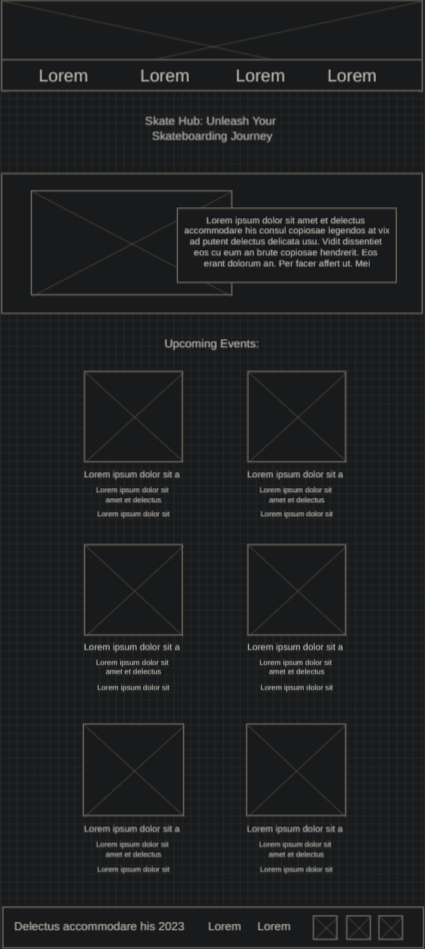 Lorem Lorem Lorem Lorem
Skate Hub: Unleash Your
Skateboarding Journey
Lorem ipsum dolor sit amet et delectus
accommodare his consul copiosae legendos at vix
ad putent delectus delicata usu. Vidit dissentiet
eos cu eum an brute copiosae hendrerit. Eos
erant dolorum an. Per facer affert ut. Mei
Upcoming Events:
Lorem ipsum dolor sit a
Lorem ipsum dolor sit
amet et delectus
Lorem ipsum dolor sit
Lorem ipsum dolor sit a
Lorem ipsum dolor sit
amet et delectus
Lorem ipsum dolor sit
Lorem ipsum dolor sit a
Lorem ipsum dolor sit
amet et delectus
Lorem ipsum dolor sit
Lorem ipsum dolor sit a
Lorem ipsum dolor sit
amet et delectus
Lorem ipsum dolor sit
Lorem ipsum dolor sit a
Lorem ipsum dolor sit
amet et delectus
Lorem ipsum dolor sit
Lorem ipsum dolor sit a
Lorem ipsum dolor sit
amet et delectus
Lorem ipsum dolor sit
Delectus accommodare his 2023 Lorem Lorem